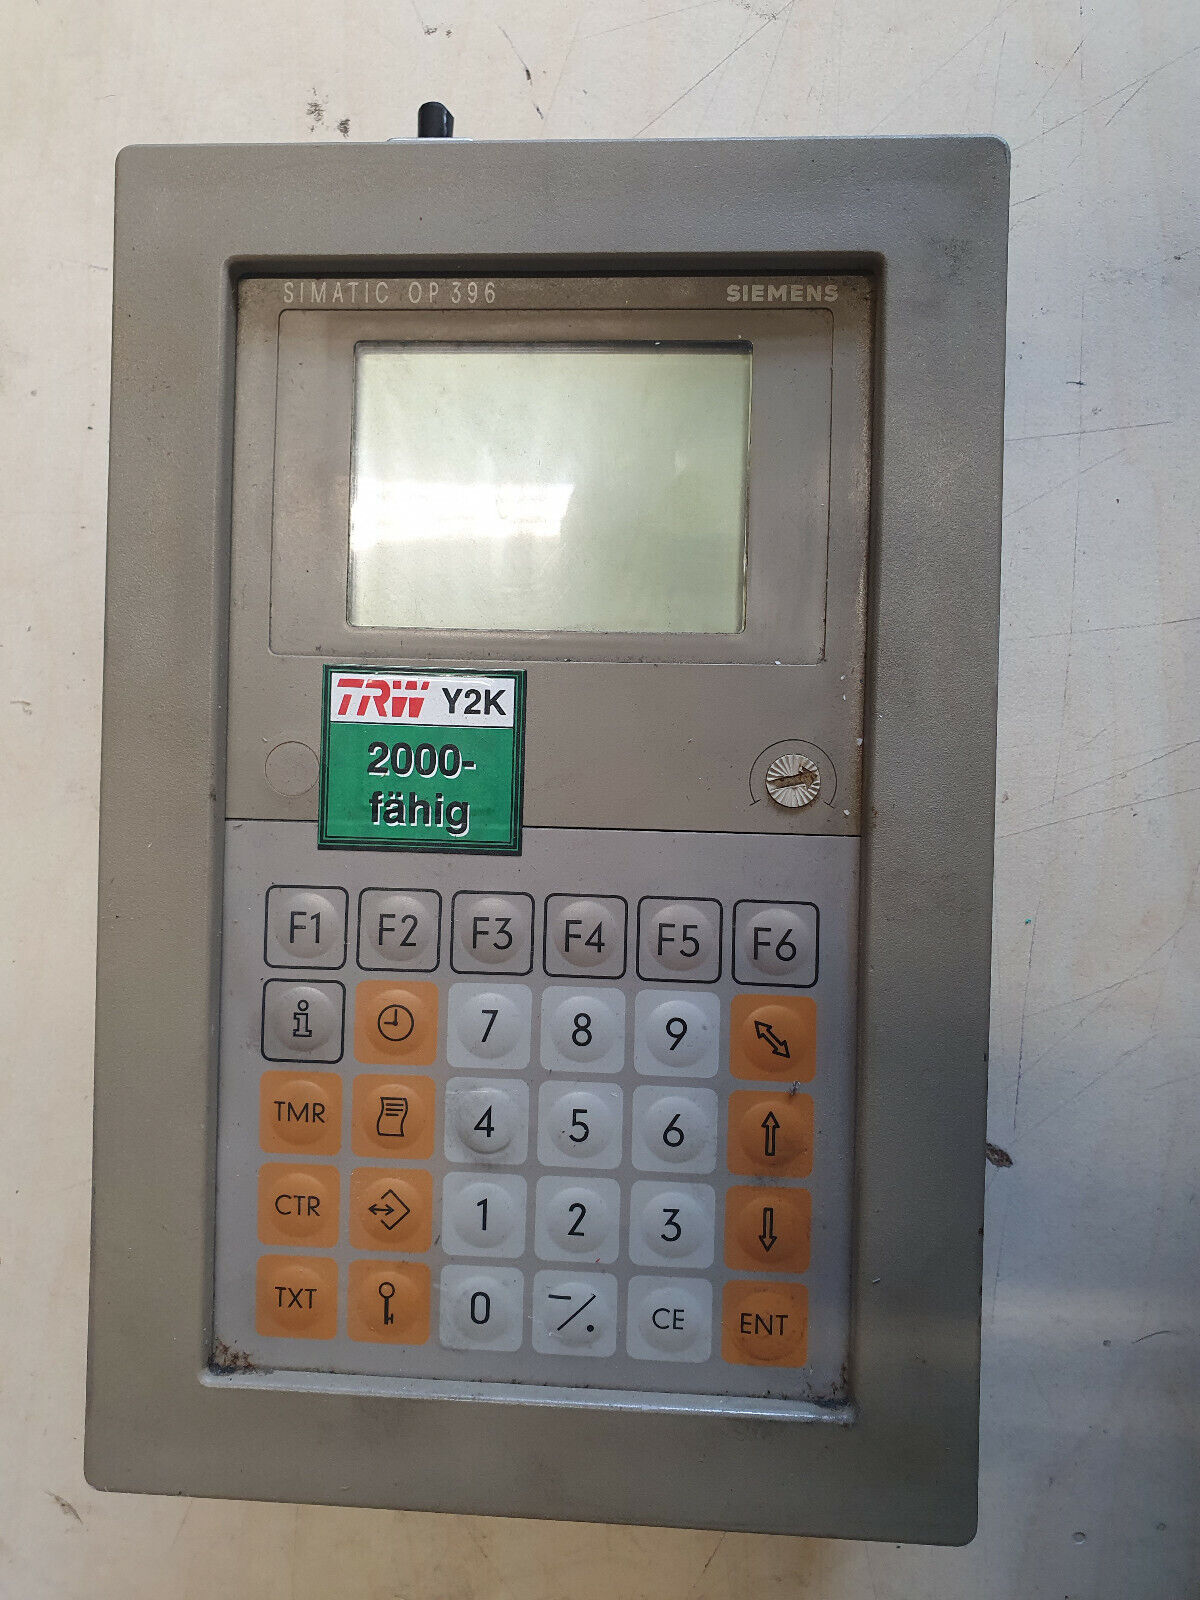 SIMATIC OP 396 SIEMENS
TRW Y2K
2000-
fähig
F1 F2 F3 F4 F5 F6
i 7 8 9
TMR 4 5 6
CTR 1 2 3
TXT 0 -/. CE ENT